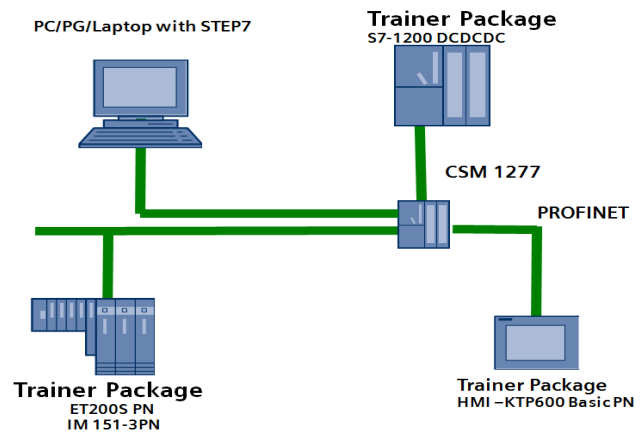 PC/PG/Laptop with STEP7
Trainer Package
S7-1200 DCDCDC
CSM 1277
PROFINET
Trainer Package
ET200S PN
IM 151-3PN
Trainer Package
HMI –KTP600 Basic PN